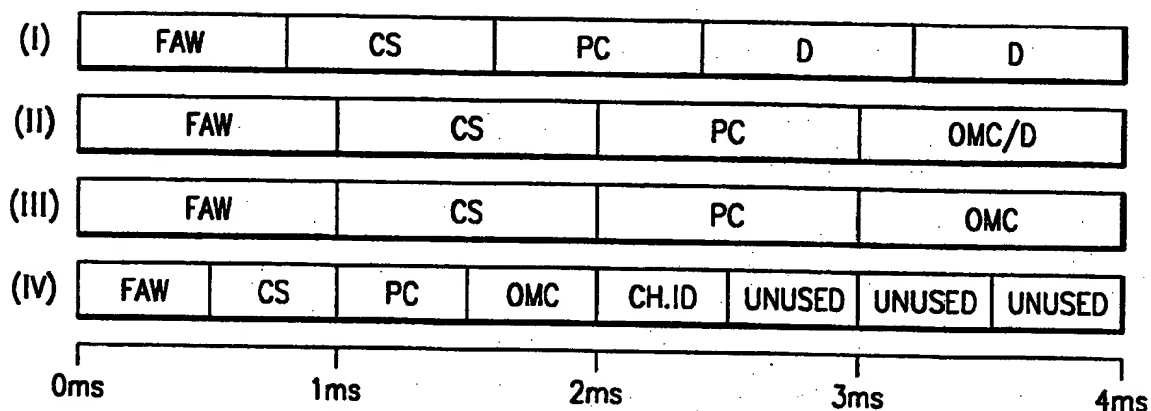 (I) FAW CS PC D D
(II) FAW CS PC OMC/D
(III) FAW CS PC OMC
(IV) FAW CS PC OMC CH.ID UNUSED UNUSED UNUSED
0ms 1ms 2ms 3ms 4ms